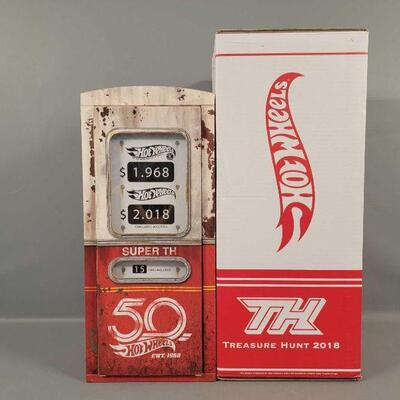 HOT WHEELS
$ 1.968
HOT WHEELS
$ 2.018
SUPER TH
15
50
HOT WHEELS
EST. 1968
HOT WHEELS
TH
TREASURE HUNT 2018